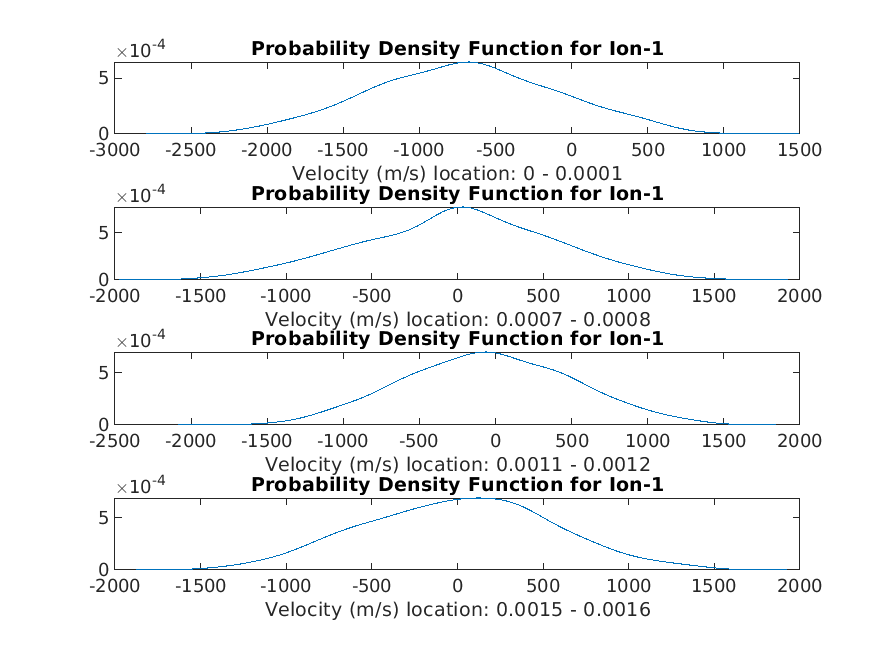 ×10-4
Probability Density Function for Ion-1
5
0
-3000 -2500 -2000 -1500 -1000 -500 0 500 1000 1500
Velocity (m/s) location: 0 - 0.0001
×10-4
Probability Density Function for Ion-1
5
0
-2000 -1500 -1000 -500 0 500 1000 1500 2000
Velocity (m/s) location: 0.0007 - 0.0008
×10-4
Probability Density Function for Ion-1
5
0
-2500 -2000 -1500 -1000 -500 0 500 1000 1500 2000
Velocity (m/s) location: 0.0011 - 0.0012
×10-4
Probability Density Function for Ion-1
5
0
-2000 -1500 -1000 -500 0 500 1000 1500 2000
Velocity (m/s) location: 0.0015 - 0.0016